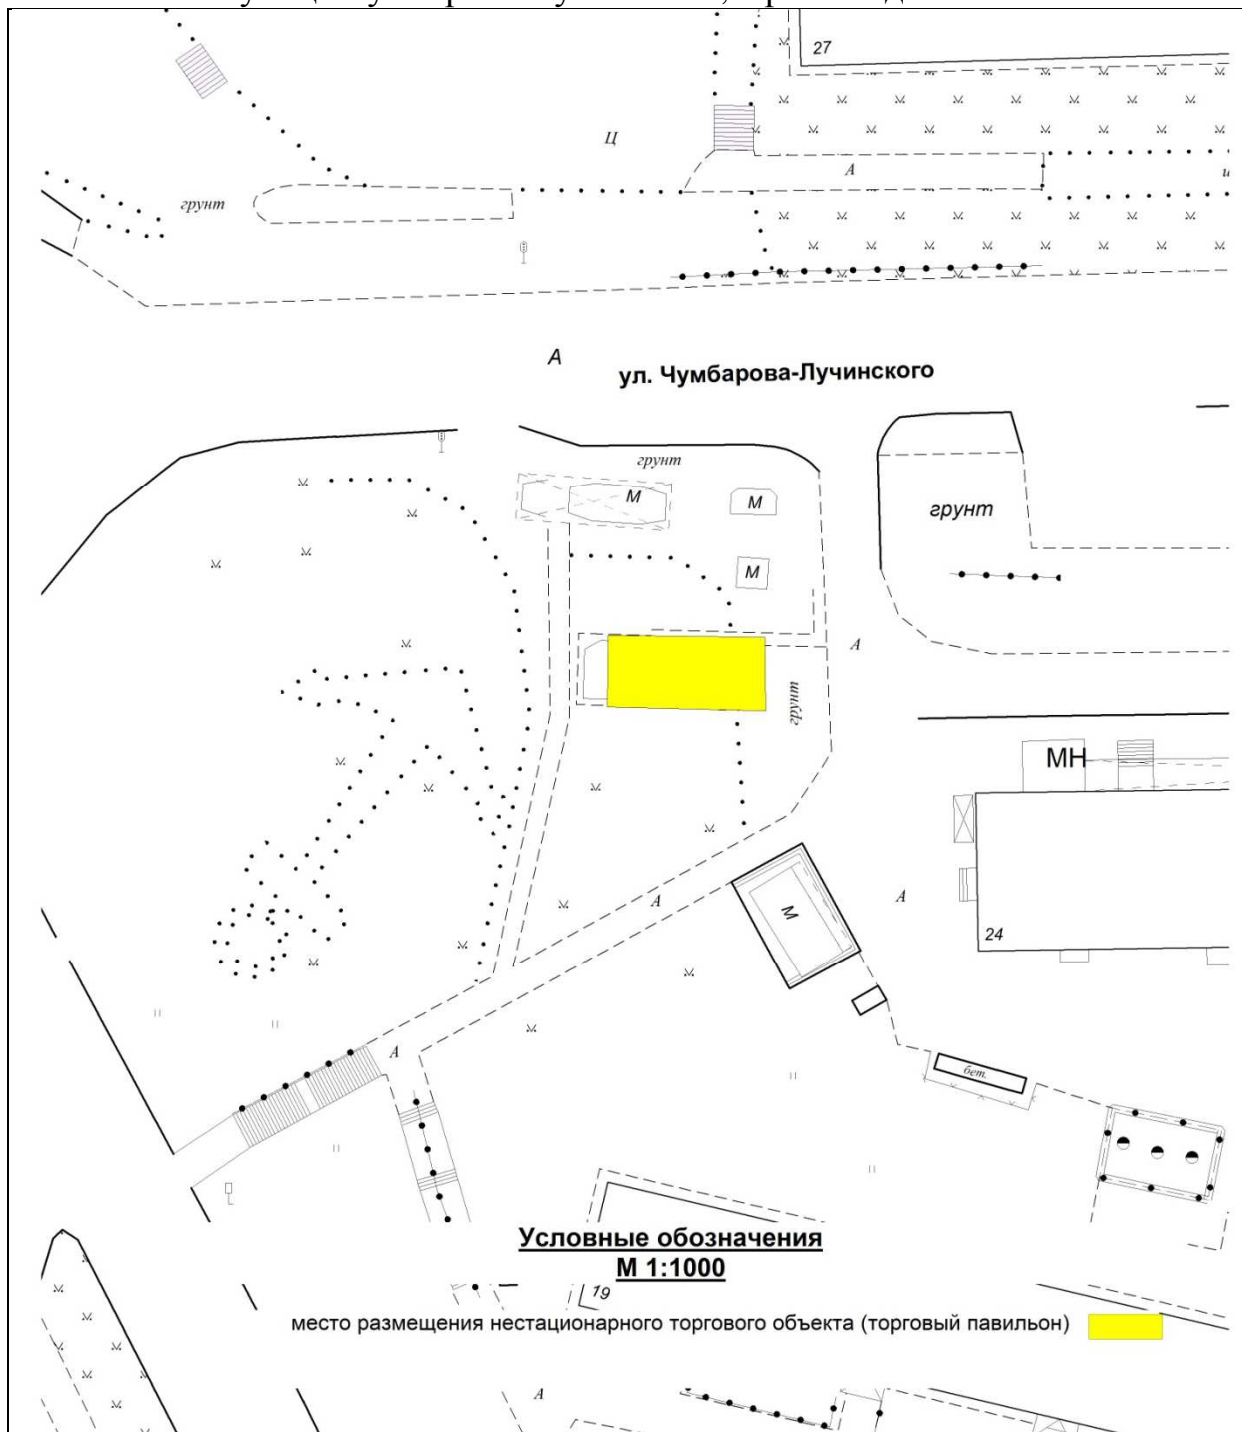 27
Ц
А
грунт
А
ул. Чумбарова-Лучинского
грунт
М
М
грунт
М
А
грунт
МН
А
М
А
24
А
бет.
Условные обозначения
М 1:1000
19
место размещения нестационарного торгового объекта (торговый павильон)
А